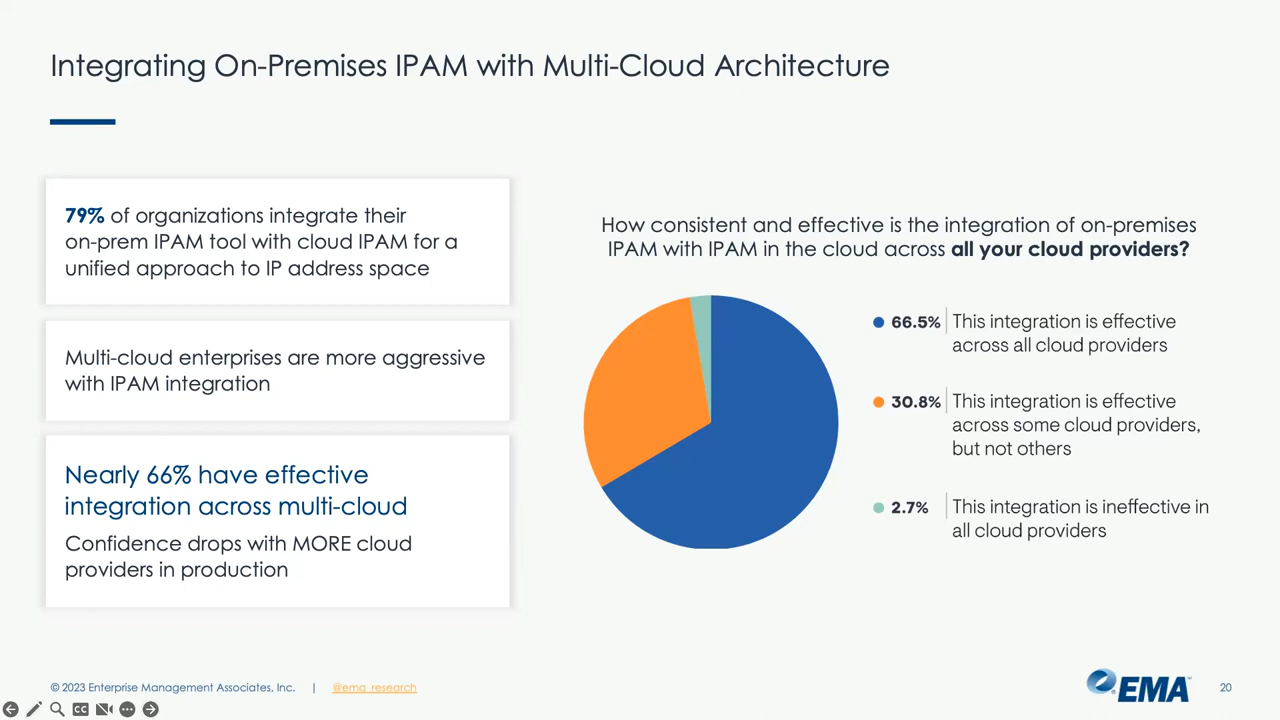 Integrating On-Premises IPAM with Multi-Cloud Architecture
79% of organizations integrate their
on-prem IPAM tool with cloud IPAM for a
unified approach to IP address space
Multi-cloud enterprises are more aggressive
with IPAM integration
Nearly 66% have effective
integration across multi-cloud
Confidence drops with MORE cloud
providers in production
How consistent and effective is the integration of on-premises
IPAM with IPAM in the cloud across all your cloud providers?
66.5% This integration is effective
across all cloud providers
30.8% This integration is effective
across some cloud providers,
but not others
2.7% This integration is ineffective in
all cloud providers
© 2023 Enterprise Management Associates, Inc. | @ema_research
EMA
20
CC